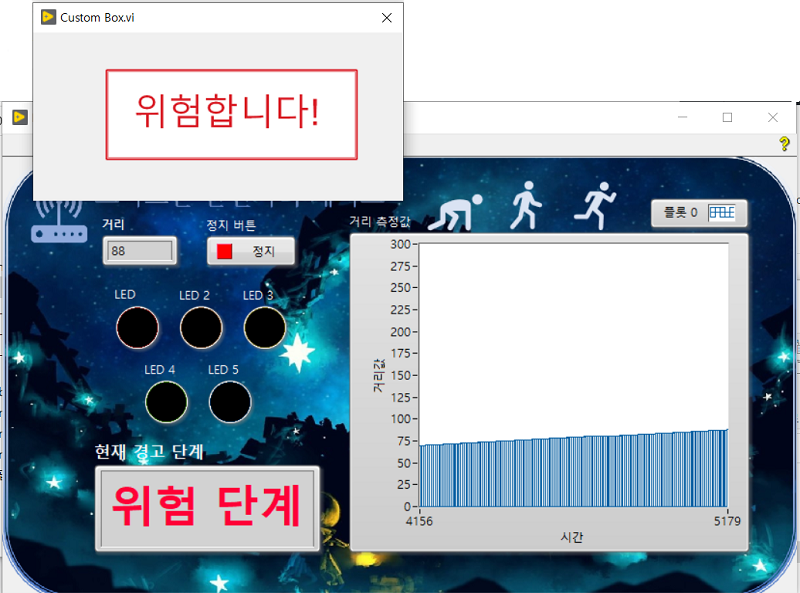 Custom Box.vi
위험합니다!
거리
정지 버튼
거리 측정값
플롯 0
88
정지
LED
LED 2
LED 3
LED 4
LED 5
현재 경고 단계
위험 단계
거리값
300
275
250
225
200
175
150
125
100
75
50
25
0
4156
5179
시간